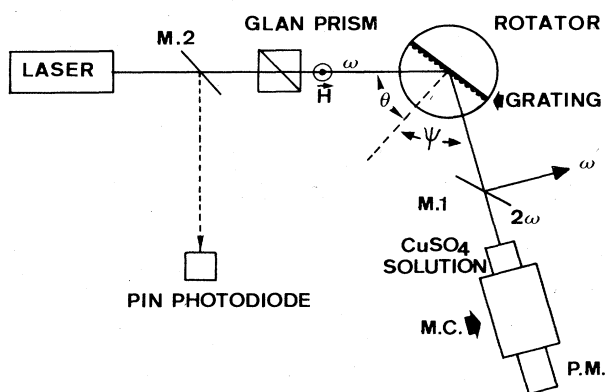 GLAN PRISM
ROTATOR
M.2
LASER
ω
H
θ
GRATING
ψ
ω
M.1
2ω
CuSO4
SOLUTION
PIN PHOTODIODE
M.C.
P.M.